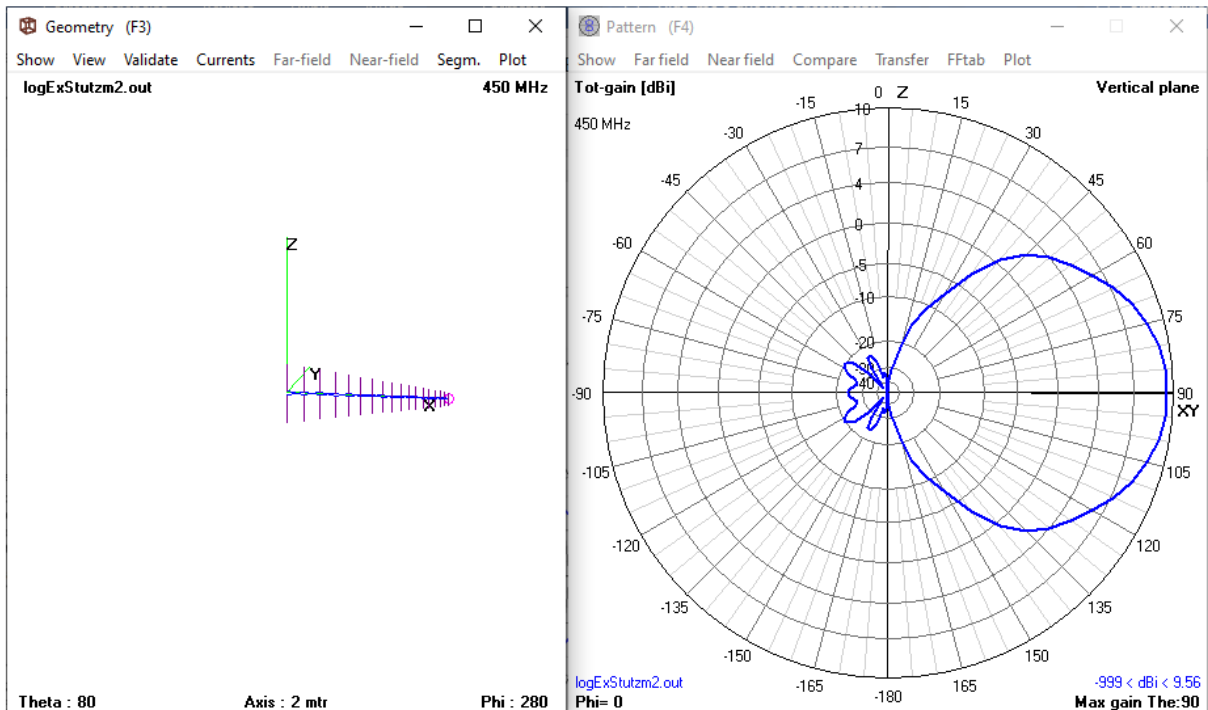 Geometry (F3)
Show View Validate Currents Far-field Near-field Segm. Plot
logExStutzm2.out 450 MHz
Z
Y
X
Theta : 80 Axis : 2 mtr Phi : 280
Pattern (F4)
Show Far field Near field Compare Transfer FFtab Plot
Tot-gain [dBi] 0 Z Vertical plane
450 MHz
-15 10 15
-30 7 30
-45 4 45
0
-60 -5 60
-10
-75 -20 75
-30
-40
-90 90
XY
-105 105
-120 120
-135 135
-150 150
-165 -180 165
logExStutzm2.out -999 < dBi < 9.56
Phi= 0 Max gain The:90